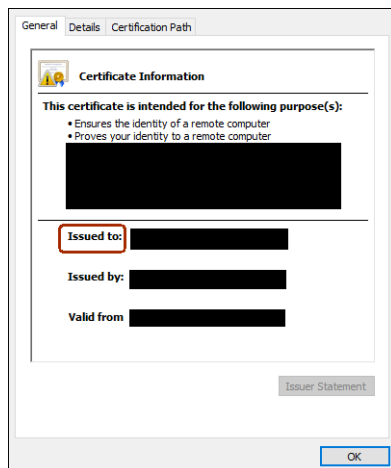 General Details Certification Path
Certificate Information
This certificate is intended for the following purpose(s):
• Ensures the identity of a remote computer
• Proves your identity to a remote computer
Issued to:
Issued by:
Valid from
Issuer Statement
OK